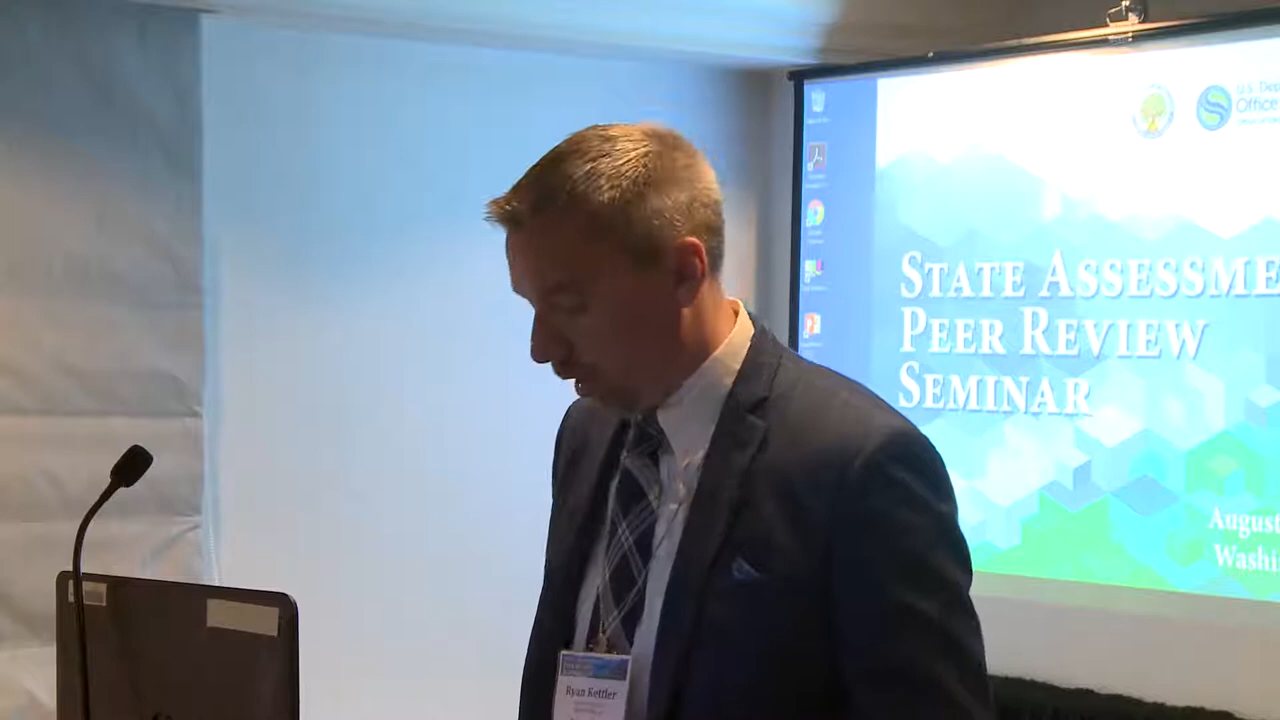 U.S. Dep
Office
STATE ASSESSME
PEER REVIEW
SEMINAR
August
Washi
Ryan Kettler